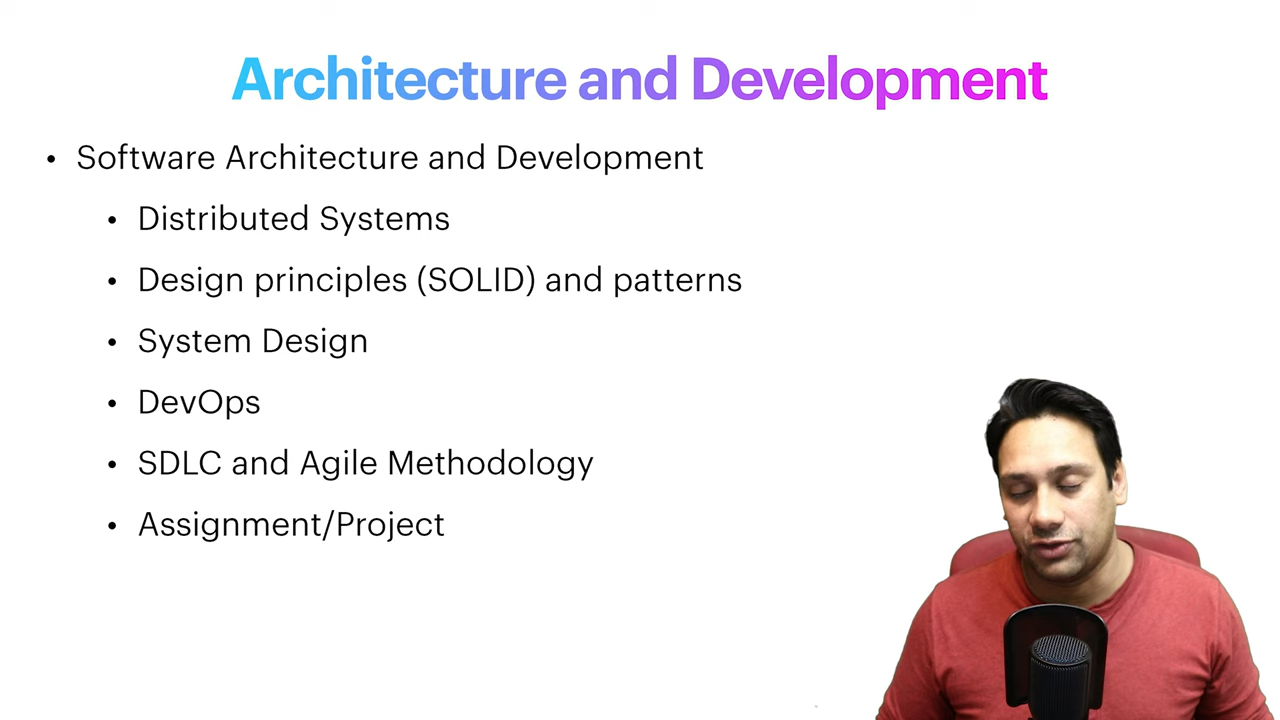 Architecture and Development
• Software Architecture and Development
• Distributed Systems
• Design principles (SOLID) and patterns
• System Design
• DevOps
• SDLC and Agile Methodology
• Assignment/Project